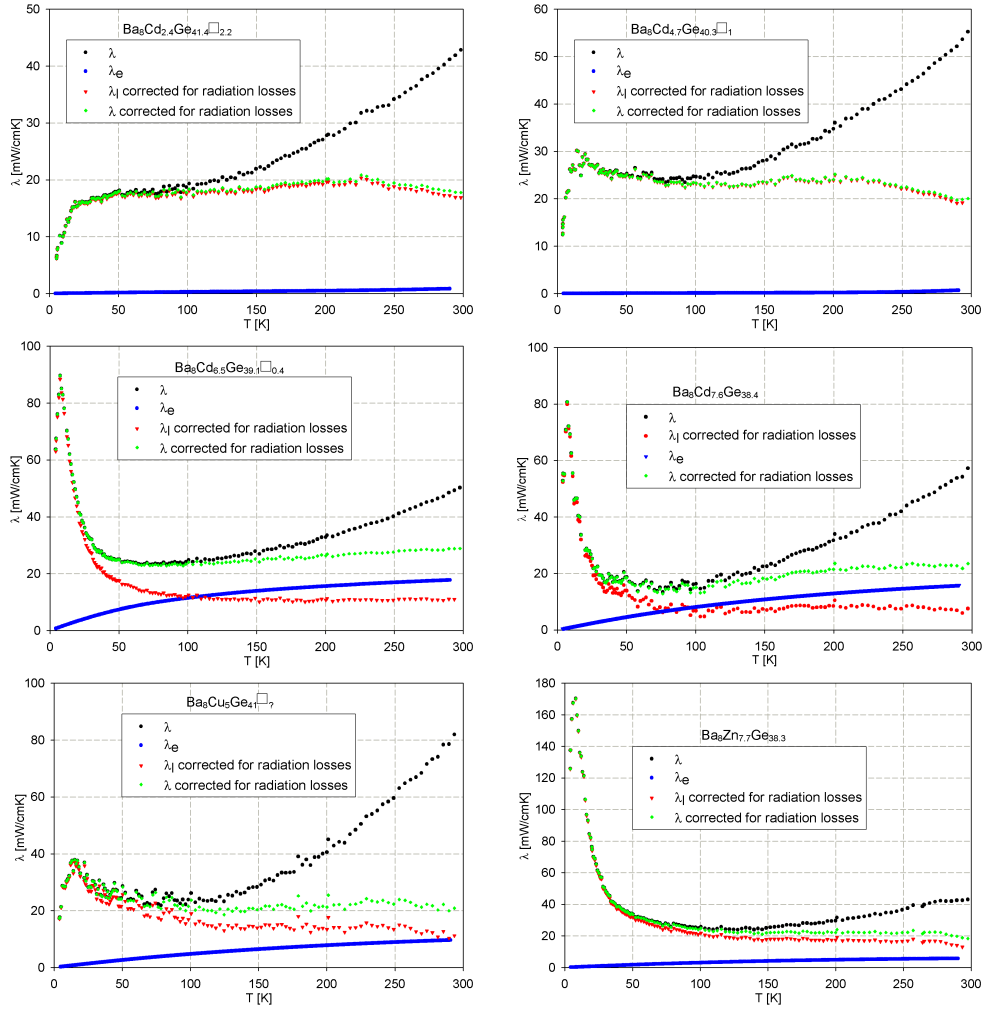 Ba₈Cd₂.₄Ge₄₁.₄□₂.₂
λ
λe
λl corrected for radiation losses
λ corrected for radiation losses
λ [mW/cmK]
50
40
30
20
10
0
0 50 100 150 200 250 300
T [K]
Ba₈Cd₄.₇Ge₄₀.₃□₁
λ
λe
λl corrected for radiation losses
λ corrected for radiation losses
λ [mW/cmK]
60
50
40
30
20
10
0
0 50 100 150 200 250 300
T [K]
Ba₈Cd₆.₅Ge₃₉.₁□₀.₄
λ
λe
λl corrected for radiation losses
λ corrected for radiation losses
λ [mW/cmK]
100
80
60
40
20
0
0 50 100 150 200 250 300
T [K]
Ba₈Cd₇.₆Ge₃₈.₄
λ
λl corrected for radiation losses
λe
λ corrected for radiation losses
λ [mW/cmK]
100
80
60
40
20
0
0 50 100 150 200 250 300
T [K]
Ba₈Cu₅Ge₄₁□?
λ
λe
λl corrected for radiation losses
λ corrected for radiation losses
λ [mW/cmK]
100
80
60
40
20
0
0 50 100 150 200 250 300
T [K]
Ba₈Zn₇.₇Ge₃₈.₃
λ
λe
λl corrected for radiation losses
λ corrected for radiation losses
λ [mW/cmK]
180
160
140
120
100
80
60
40
20
0
0 50 100 150 200 250 300
T [K]